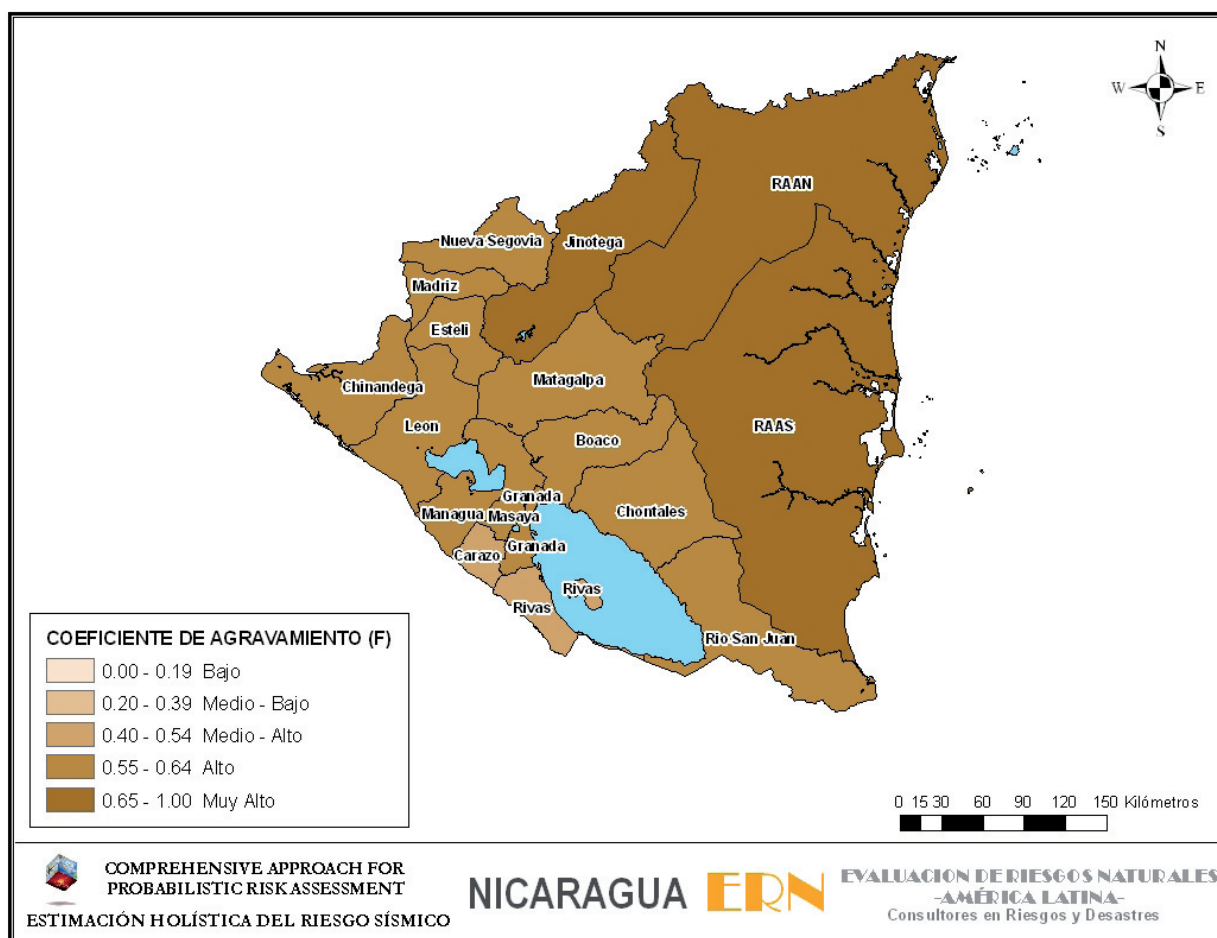 N
W E
S
RAAN
Nueva Segovia
Jinotega
Madriz
Esteli
Chinandega
Matagalpa
Leon
RAAS
Boaco
Granada
Chontales
Managua
Masaya
Granada
Carazo
Rivas
Rivas
Rio San Juan
COEFICIENTE DE AGRAVAMIENTO (F)
0.00 - 0.19 Bajo
0.20 - 0.39 Medio - Bajo
0.40 - 0.54 Medio - Alto
0.55 - 0.64 Alto
0.65 - 1.00 Muy Alto
0 15 30 60 90 120 150 Kilómetros
COMPREHENSIVE APPROACH FOR
PROBABILISTIC RISK ASSESSMENT
ESTIMACIÓN HOLÍSTICA DEL RIESGO SÍSMICO
NICARAGUA
ERN
EVALUACION DE RIESGOS NATURALES
-AMÉRICA LATINA-
Consultores en Riesgos y Desastres